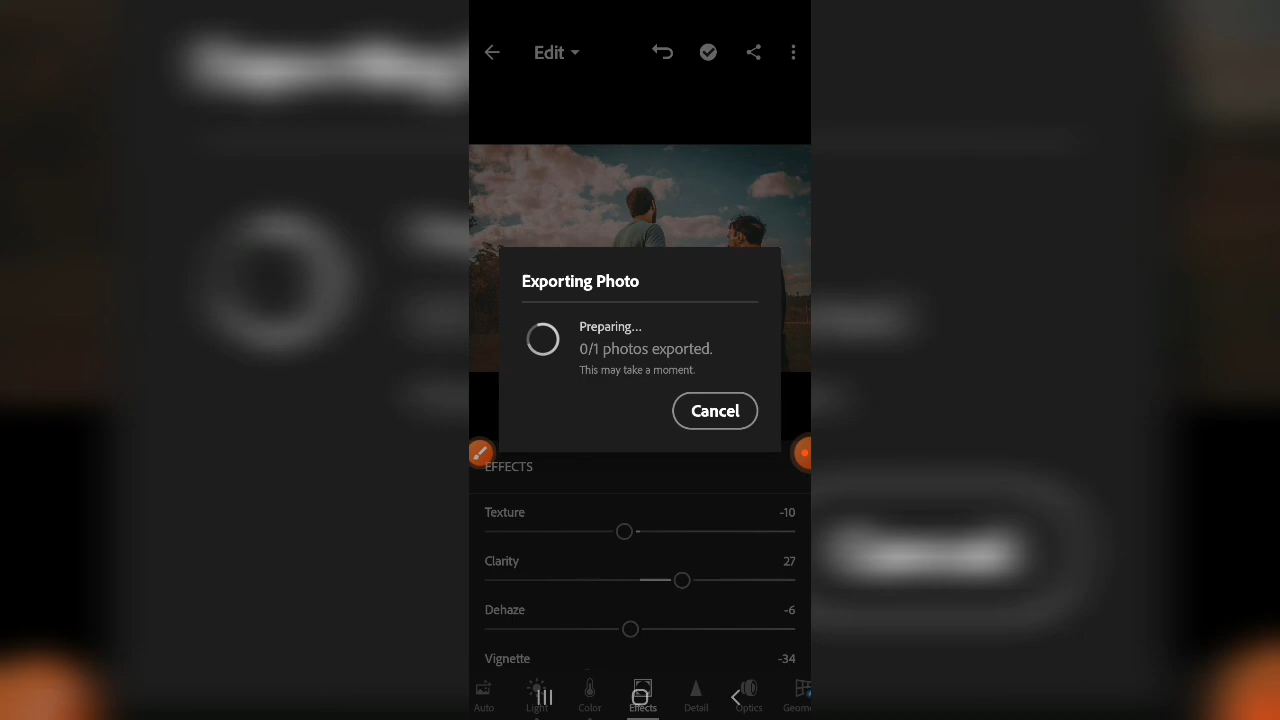 Edit
Exporting Photo
Preparing...
0/1 photos exported.
This may take a moment.
Cancel
EFFECTS
Texture -10
Clarity 27
Dehaze -6
Vignette -34
Auto Light Color Effects Detail Optics Geome